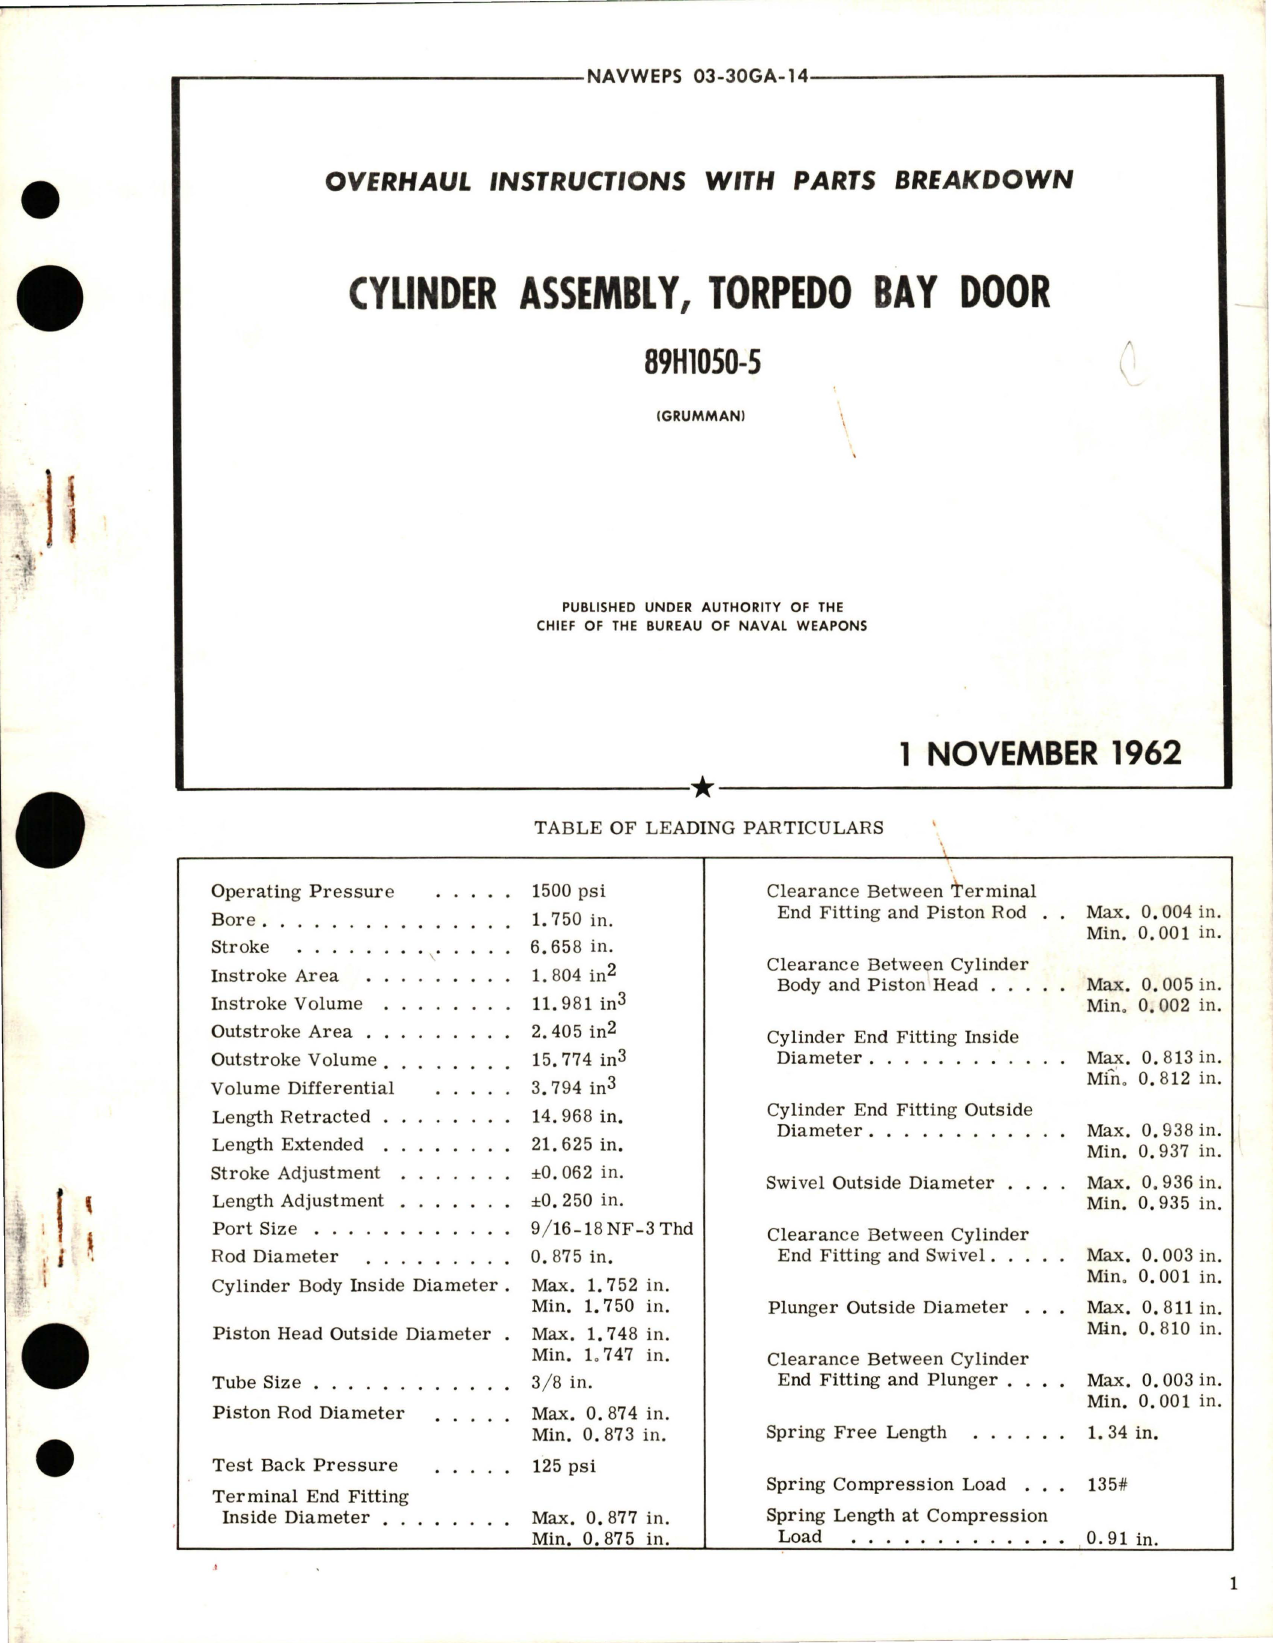 NAVWEPS 03-30GA-14
OVERHAUL INSTRUCTIONS WITH PARTS BREAKDOWN
CYLINDER ASSEMBLY, TORPEDO BAY DOOR
89H1050-5
(GRUMMAN)
PUBLISHED UNDER AUTHORITY OF THE
CHIEF OF THE BUREAU OF NAVAL WEAPONS
1 NOVEMBER 1962
TABLE OF LEADING PARTICULARS
Operating Pressure . . . . . 1500 psi
Bore . . . . . . . . . . . . . . . 1.750 in.
Stroke . . . . . . . . . . . . . 6.658 in.
Instroke Area . . . . . . . . . 1.804 in²
Instroke Volume . . . . . . . . 11.981 in³
Outstroke Area . . . . . . . . . 2.405 in²
Outstroke Volume . . . . . . . . 15.774 in³
Volume Differential . . . . . 3.794 in³
Length Retracted . . . . . . . . 14.968 in.
Length Extended . . . . . . . . 21.625 in.
Stroke Adjustment . . . . . . . ±0.062 in.
Length Adjustment . . . . . . . ±0.250 in.
Port Size . . . . . . . . . . . . 9/16-18 NF-3 Thd
Rod Diameter . . . . . . . . . 0.875 in.
Cylinder Body Inside Diameter . Max. 1.752 in.
Min. 1.750 in.
Piston Head Outside Diameter . Max. 1.748 in.
Min. 1.747 in.
Tube Size . . . . . . . . . . . . 3/8 in.
Piston Rod Diameter . . . . . Max. 0.874 in.
Min. 0.873 in.
Test Back Pressure . . . . . 125 psi
Terminal End Fitting
Inside Diameter . . . . . . . . Max. 0.877 in.
Min. 0.875 in.
Clearance Between Terminal
End Fitting and Piston Rod . . Max. 0.004 in.
Min. 0.001 in.
Clearance Between Cylinder
Body and Piston Head . . . . . Max. 0.005 in.
Min. 0.002 in.
Cylinder End Fitting Inside
Diameter . . . . . . . . . . . . Max. 0.813 in.
Min. 0.812 in.
Cylinder End Fitting Outside
Diameter . . . . . . . . . . . . Max. 0.938 in.
Min. 0.937 in.
Swivel Outside Diameter . . . . Max. 0.936 in.
Min. 0.935 in.
Clearance Between Cylinder
End Fitting and Swivel . . . . . Max. 0.003 in.
Min. 0.001 in.
Plunger Outside Diameter . . . Max. 0.811 in.
Min. 0.810 in.
Clearance Between Cylinder
End Fitting and Plunger . . . . Max. 0.003 in.
Min. 0.001 in.
Spring Free Length . . . . . . 1.34 in.
Spring Compression Load . . . 135#
Spring Length at Compression
Load . . . . . . . . . . . . . 0.91 in.
1